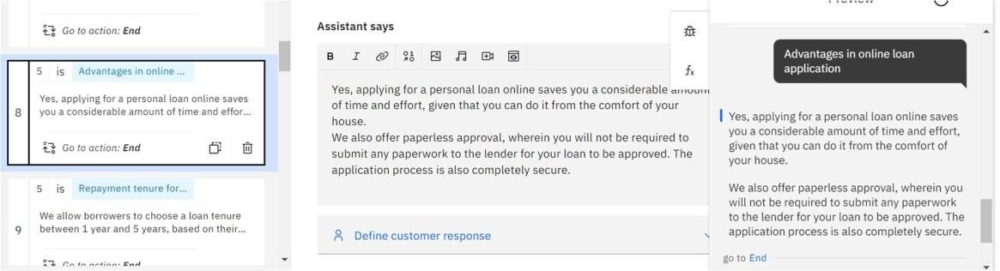 Go to action: End
5 is Advantages in online ...
Yes, applying for a personal loan online saves
you a considerable amount of time and effor...
8
Go to action: End
5 is Repayment tenure for...
We allow borrowers to choose a loan tenure
between 1 year and 5 years, based on their...
9
Go to action: End
Assistant says
B I
Yes, applying for a personal loan online saves you a considerable amount
of time and effort, given that you can do it from the comfort of your
house.
We also offer paperless approval, wherein you will not be required to
submit any paperwork to the lender for your loan to be approved. The
application process is also completely secure.
Define customer response
fx
Preview
Advantages in online loan
application
Yes, applying for a personal loan online saves
you a considerable amount of time and effort,
given that you can do it from the comfort of
your house.
We also offer paperless approval, wherein you
will not be required to submit any paperwork
to the lender for your loan to be approved. The
application process is also completely secure.
go to End